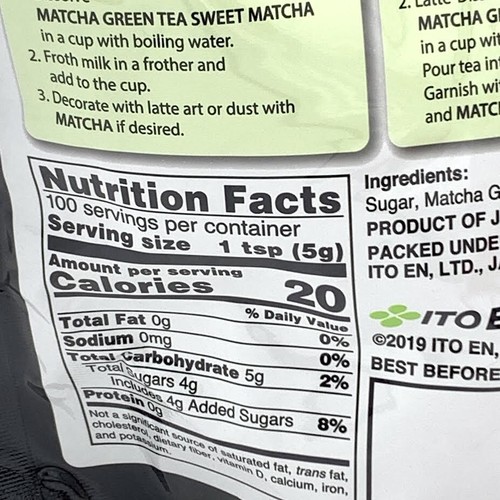 MATCHA GREEN TEA SWEET MATCHA
in a cup with boiling water.
2. Froth milk in a frother and
add to the cup.
3. Decorate with latte art or dust with
MATCHA if desired.
2. Latte
MATCHA G
in a cup wit
Pour tea in
Garnish wi
and MATC
Nutrition Facts
100 servings per container
Serving size 1 tsp (5g)
Amount per serving
Calories 20
% Daily Value
Total Fat 0g 0%
Sodium 0mg 0%
Total Carbohydrate 5g 2%
Total Sugars 4g
Includes 4g Added Sugars 8%
Protein 0g
Not a significant source of saturated fat, trans fat,
cholesterol, dietary fiber, vitamin D, calcium, iron,
and potassium.
Ingredients:
Sugar, Matcha G
PRODUCT OF J
PACKED UNDE
ITO EN, LTD., JA
ITO E
©2019 ITO EN,
BEST BEFORE